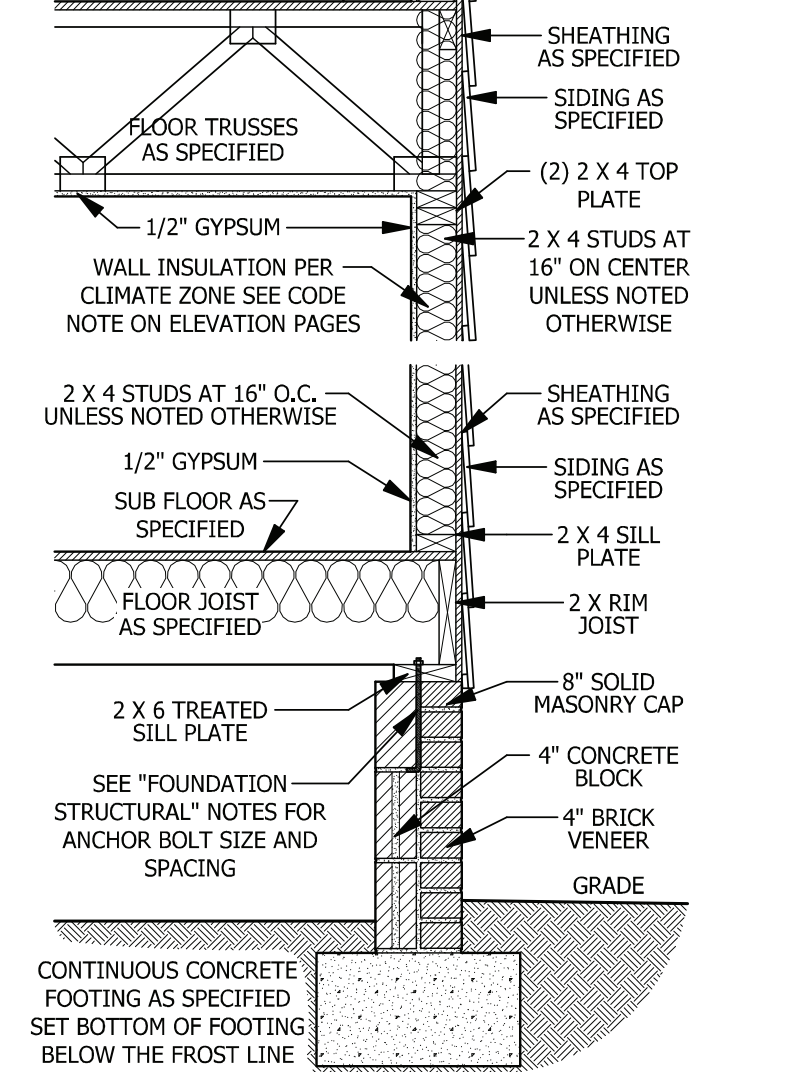 SHEATHING
AS SPECIFIED
SIDING AS
SPECIFIED
FLOOR TRUSSES
AS SPECIFIED
(2) 2 X 4 TOP
PLATE
1/2" GYPSUM
2 X 4 STUDS AT
16" ON CENTER
UNLESS NOTED
OTHERWISE
WALL INSULATION PER
CLIMATE ZONE SEE CODE
NOTE ON ELEVATION PAGES
2 X 4 STUDS AT 16" O.C.
UNLESS NOTED OTHERWISE
SHEATHING
AS SPECIFIED
1/2" GYPSUM
SIDING AS
SPECIFIED
SUB FLOOR AS
SPECIFIED
2 X 4 SILL
PLATE
FLOOR JOIST
AS SPECIFIED
2 X RIM
JOIST
8" SOLID
MASONRY CAP
2 X 6 TREATED
SILL PLATE
4" CONCRETE
BLOCK
SEE "FOUNDATION
STRUCTURAL" NOTES FOR
ANCHOR BOLT SIZE AND
SPACING
4" BRICK
VENEER
GRADE
CONTINUOUS CONCRETE
FOOTING AS SPECIFIED
SET BOTTOM OF FOOTING
BELOW THE FROST LINE